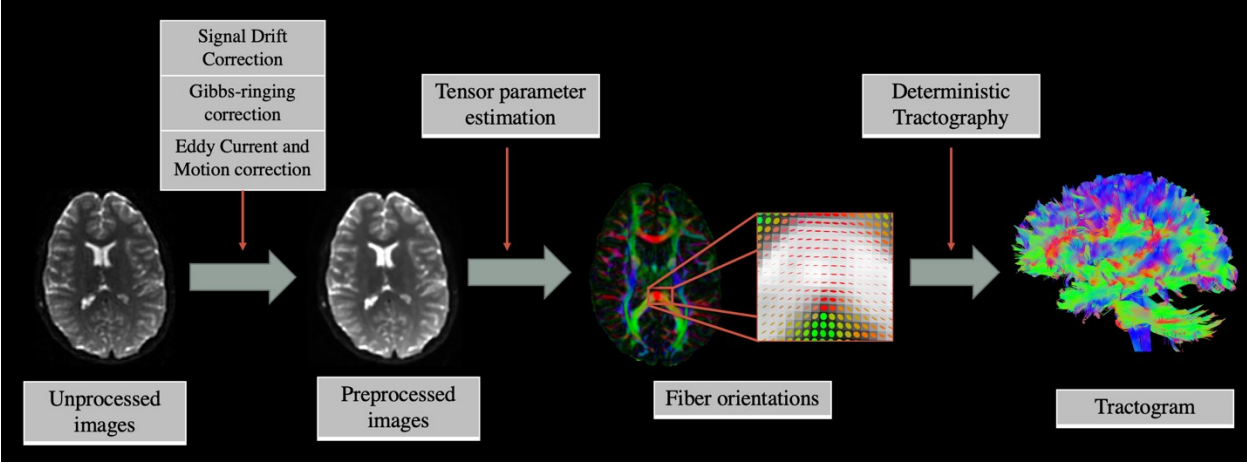 Signal Drift
Correction
Gibbs-ringing
correction
Eddy Current and
Motion correction
Tensor parameter
estimation
Deterministic
Tractography
Unprocessed
images
Preprocessed
images
Fiber orientations
Tractogram